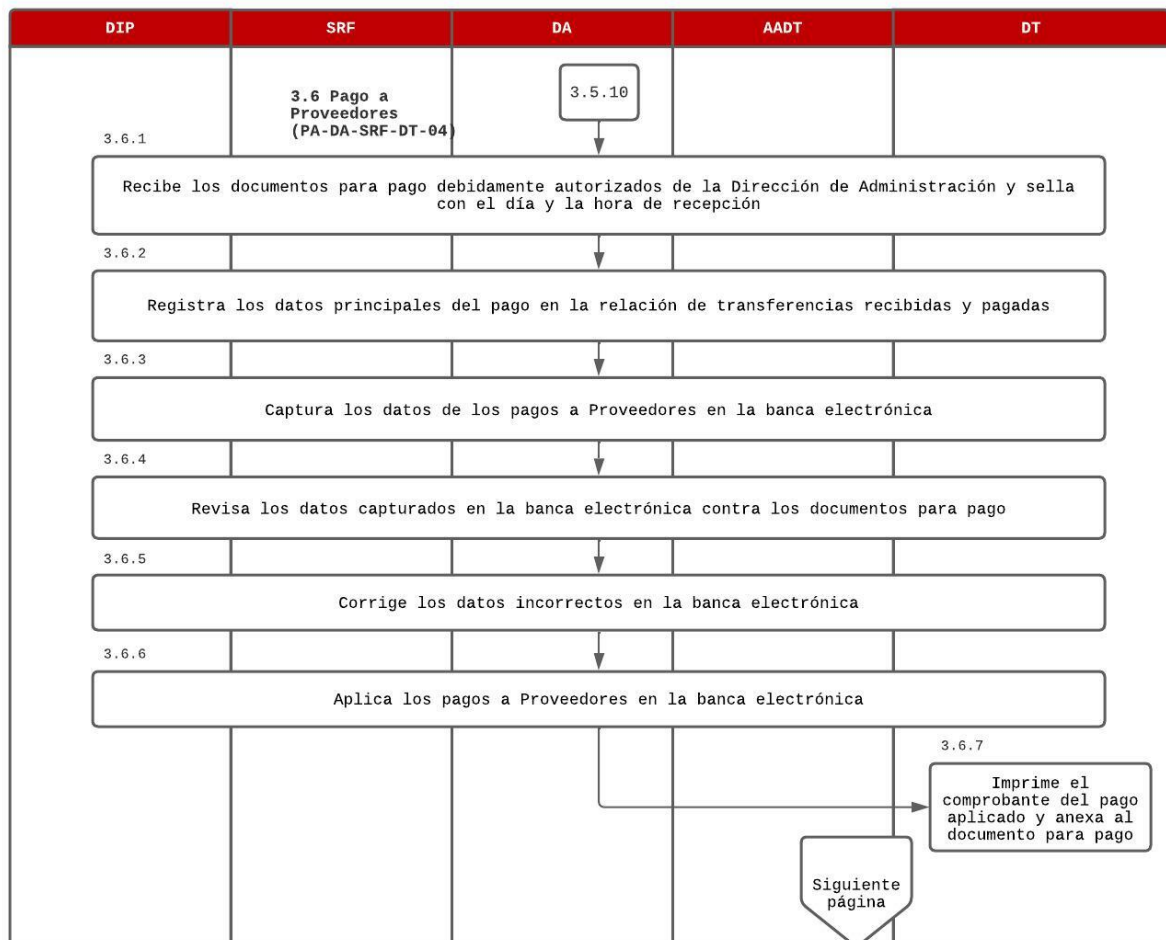 DIP SRF DA AADT DT
3.5.10
3.6 Pago a
Proveedores
(PA-DA-SRF-DT-04)
3.6.1
Recibe los documentos para pago debidamente autorizados de la Dirección de Administración y sella
con el día y la hora de recepción
3.6.2
Registra los datos principales del pago en la relación de transferencias recibidas y pagadas
3.6.3
Captura los datos de los pagos a Proveedores en la banca electrónica
3.6.4
Revisa los datos capturados en la banca electrónica contra los documentos para pago
3.6.5
Corrige los datos incorrectos en la banca electrónica
3.6.6
Aplica los pagos a Proveedores en la banca electrónica
3.6.7
Imprime el
comprobante del pago
aplicado y anexa al
documento para pago
Siguiente
página